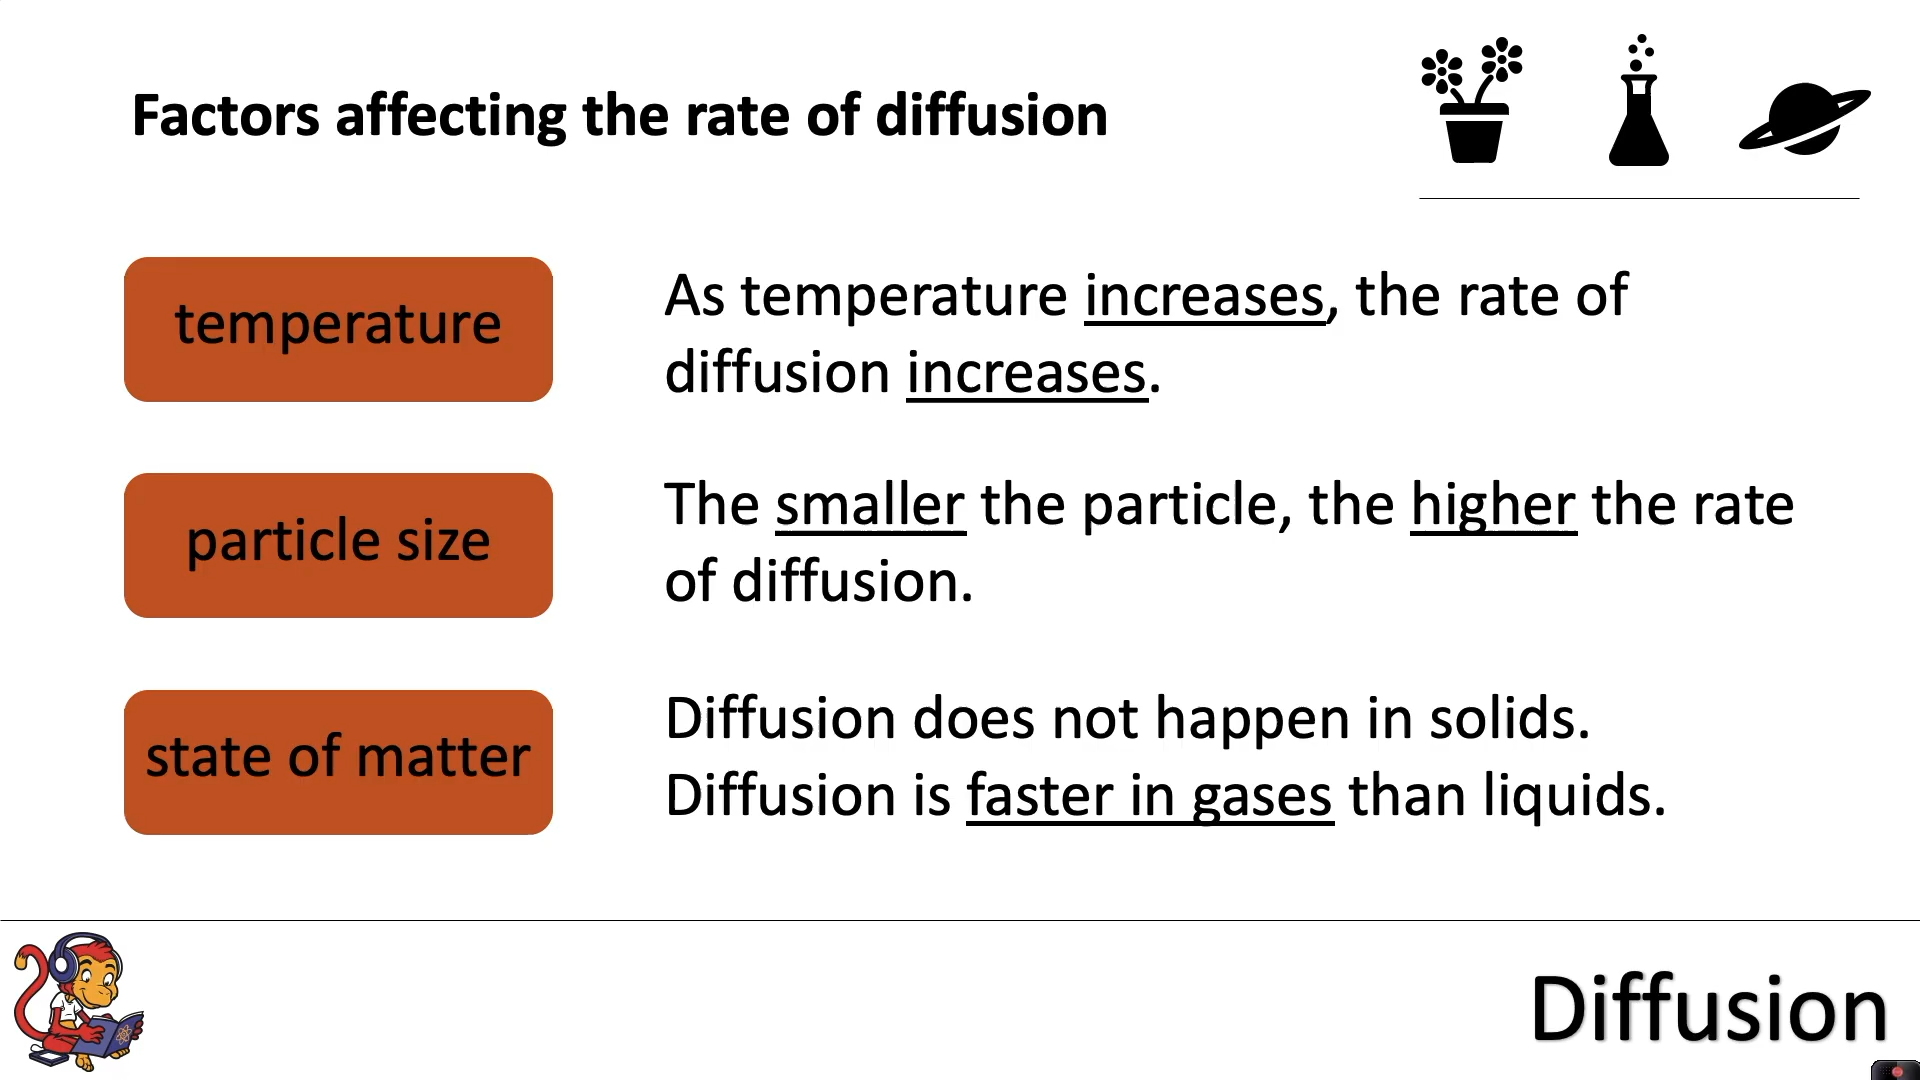 Factors affecting the rate of diffusion
temperature
As temperature increases, the rate of
diffusion increases.
particle size
The smaller the particle, the higher the rate
of diffusion.
state of matter
Diffusion does not happen in solids.
Diffusion is faster in gases than liquids.
Diffusion